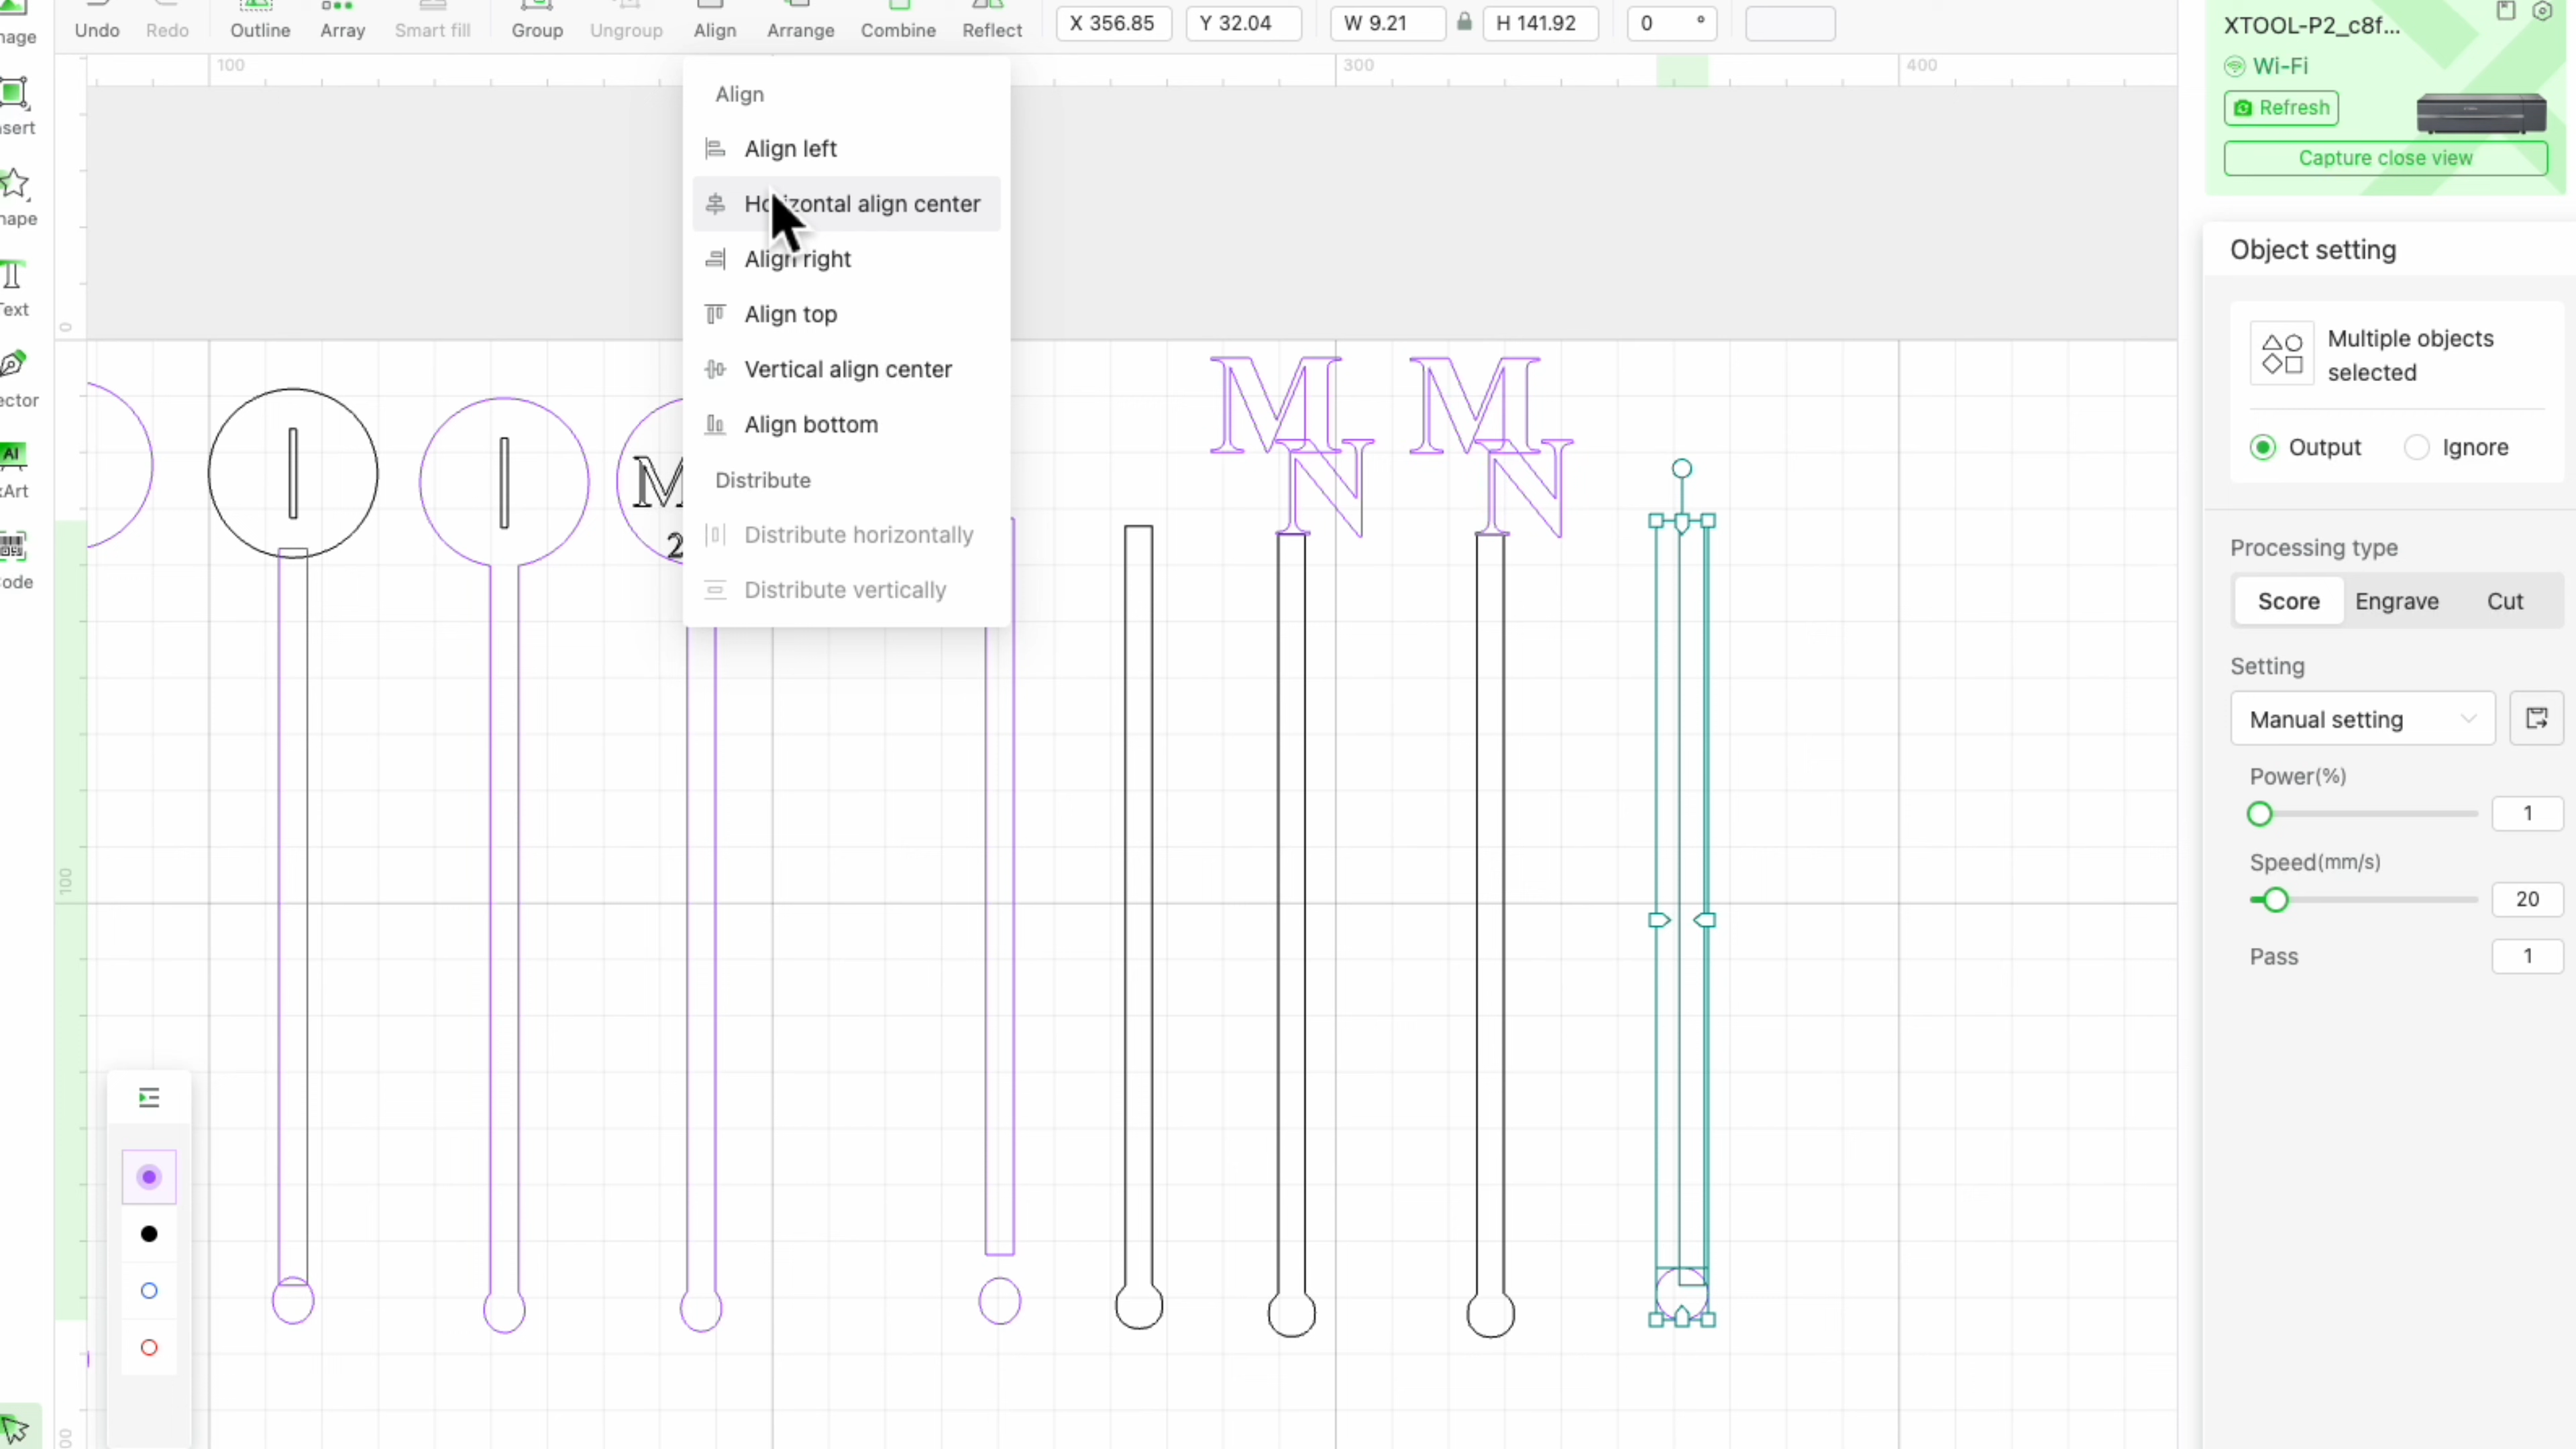 Undo Redo Outline Array Smart fill Group Ungroup Align Arrange Combine Reflect
X 356.85 Y 32.04 W 9.21 H 141.92 0 °
XTOOL-P2_c8f...
Wi-Fi
Refresh
Capture close view
100 300 400
mage
nsert
hape
Text
ector
AI
xArt
ode
0
100
00
Align
Align left
Horizontal align center
Align right
Align top
Vertical align center
Align bottom
Distribute
Distribute horizontally
Distribute vertically
M
2
M
N
M
N
Object setting
Multiple objects
selected
Output Ignore
Processing type
Score Engrave Cut
Setting
Manual setting
Power(%)
1
Speed(mm/s)
20
Pass 1